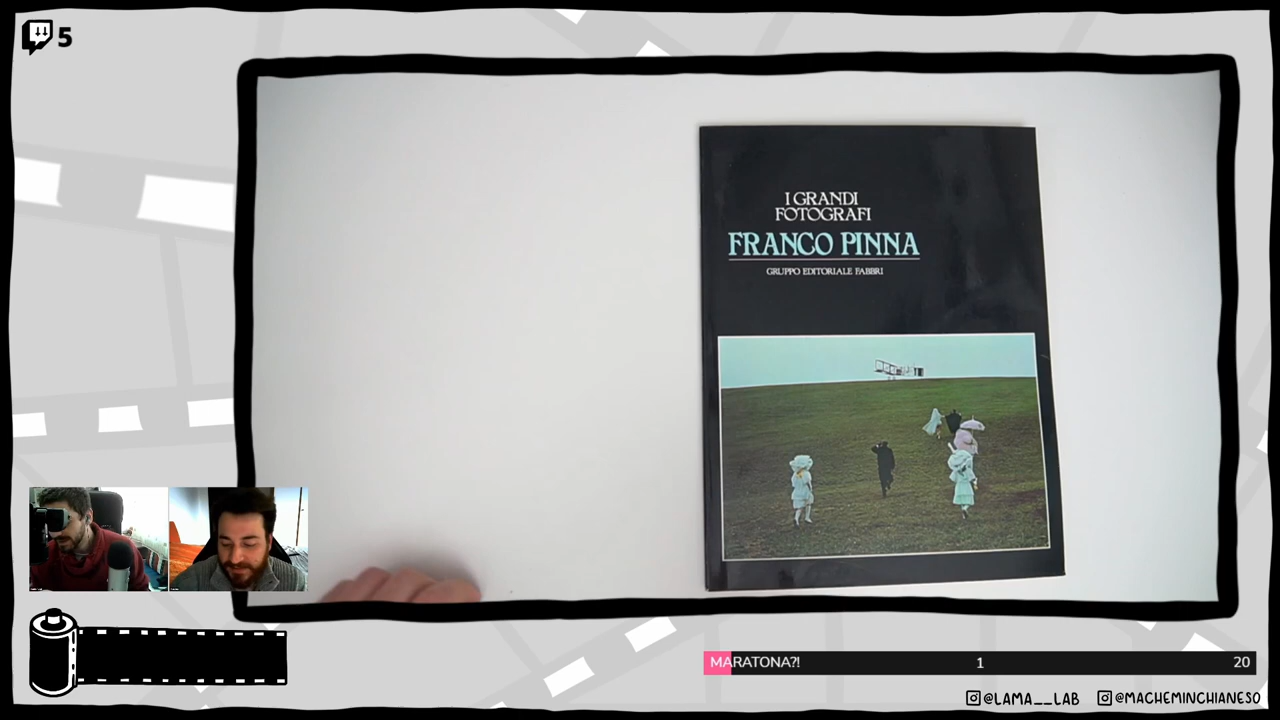 5
I GRANDI
FOTOGRAFI
FRANCO PINNA
GRUPPO EDITORIALE FABBRI
MARATONA?! 1 20
@LAMA__LAB @MACHEMINCHIANESO